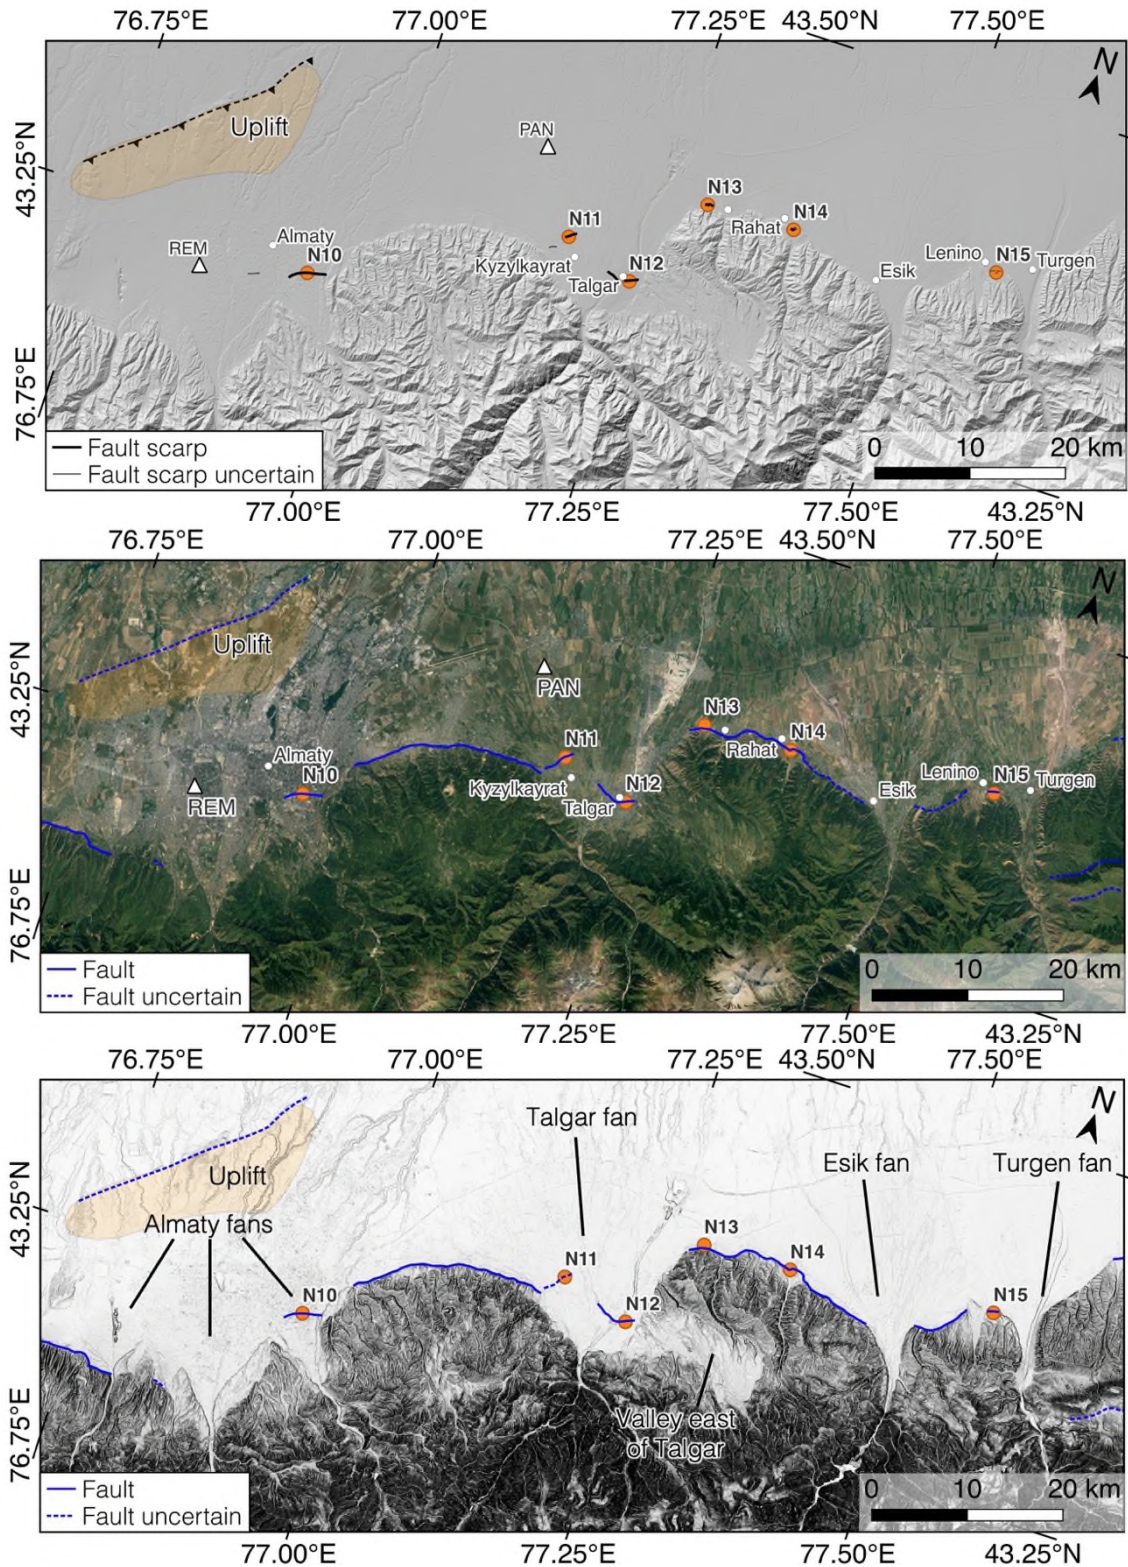 76.75°E 77.00°E 77.25°E 43.50°N 77.50°E
N
Uplift
PAN
43.25°N
N13
Rahat
N14
N11
REM
Almaty
N10
Kyzylkayrat
N12
Talgar
Lenino
N15
Turgen
Esik
76.75°E
Fault scarp
Fault scarp uncertain
0 10 20 km
77.00°E 77.25°E 77.50°E 43.25°N
76.75°E 77.00°E 77.25°E 43.50°N 77.50°E
N
Uplift
PAN
43.25°N
N13
Rahat
N14
N11
Almaty
N10
REM
Kyzylkayrat
N12
Talgar
Lenino
N15
Turgen
Esik
76.75°E
Fault
Fault uncertain
0 10 20 km
77.00°E 77.25°E 77.50°E 43.25°N
76.75°E 77.00°E 77.25°E 43.50°N 77.50°E
N
Talgar fan
Esik fan
Turgen fan
Uplift
43.25°N
Almaty fans
N13
N11
N14
N10
N12
N15
76.75°E
Valley east
of Talgar
Fault
Fault uncertain
0 10 20 km
77.00°E 77.25°E 77.50°E 43.25°N